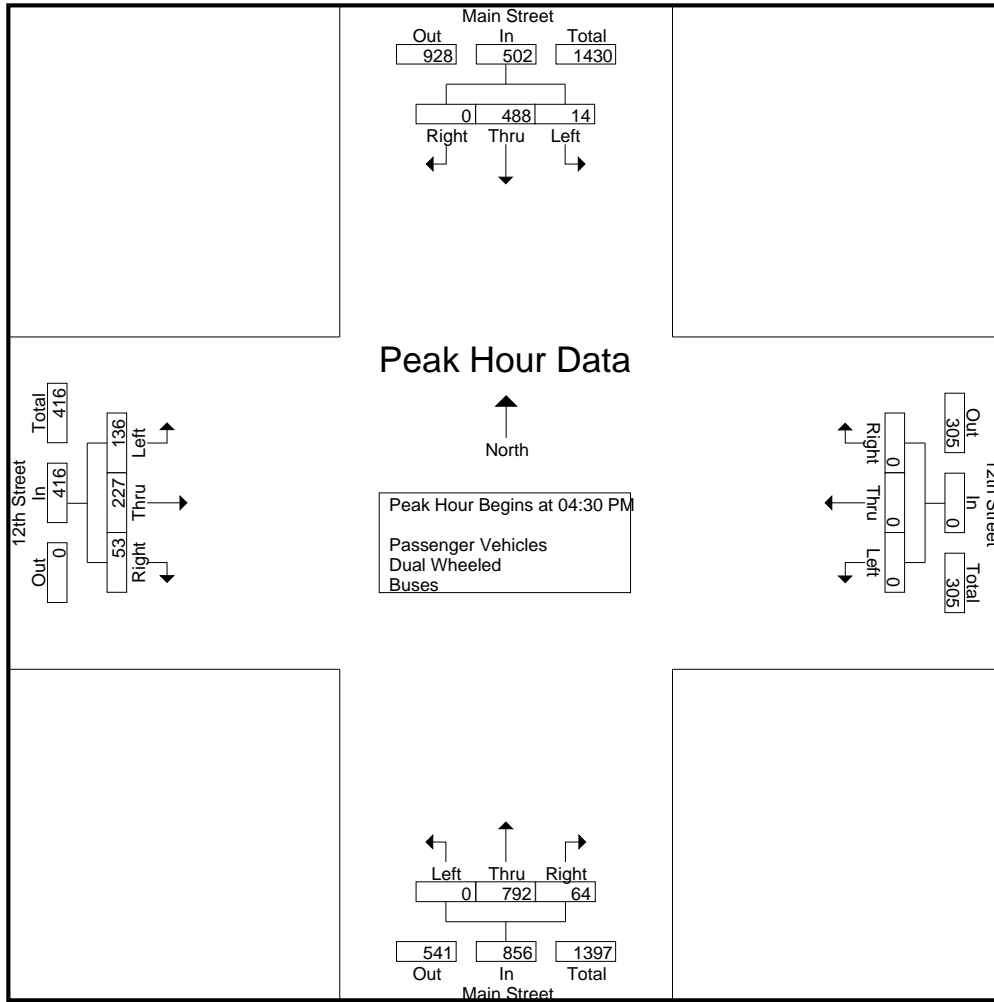 Main Street
Out In Total
928 502 1430
0 488 14
Right Thru Left
Peak Hour Data
North
Peak Hour Begins at 04:30 PM
Passenger Vehicles
Dual Wheeled
Buses
12th Street
Total In Out
416 416 0
136 227 53
Left Thru Right
12th Street
Out In Total
305 0 305
Right Thru Left
0 0 0
Left Thru Right
0 792 64
541 856 1397
Out In Total
Main Street